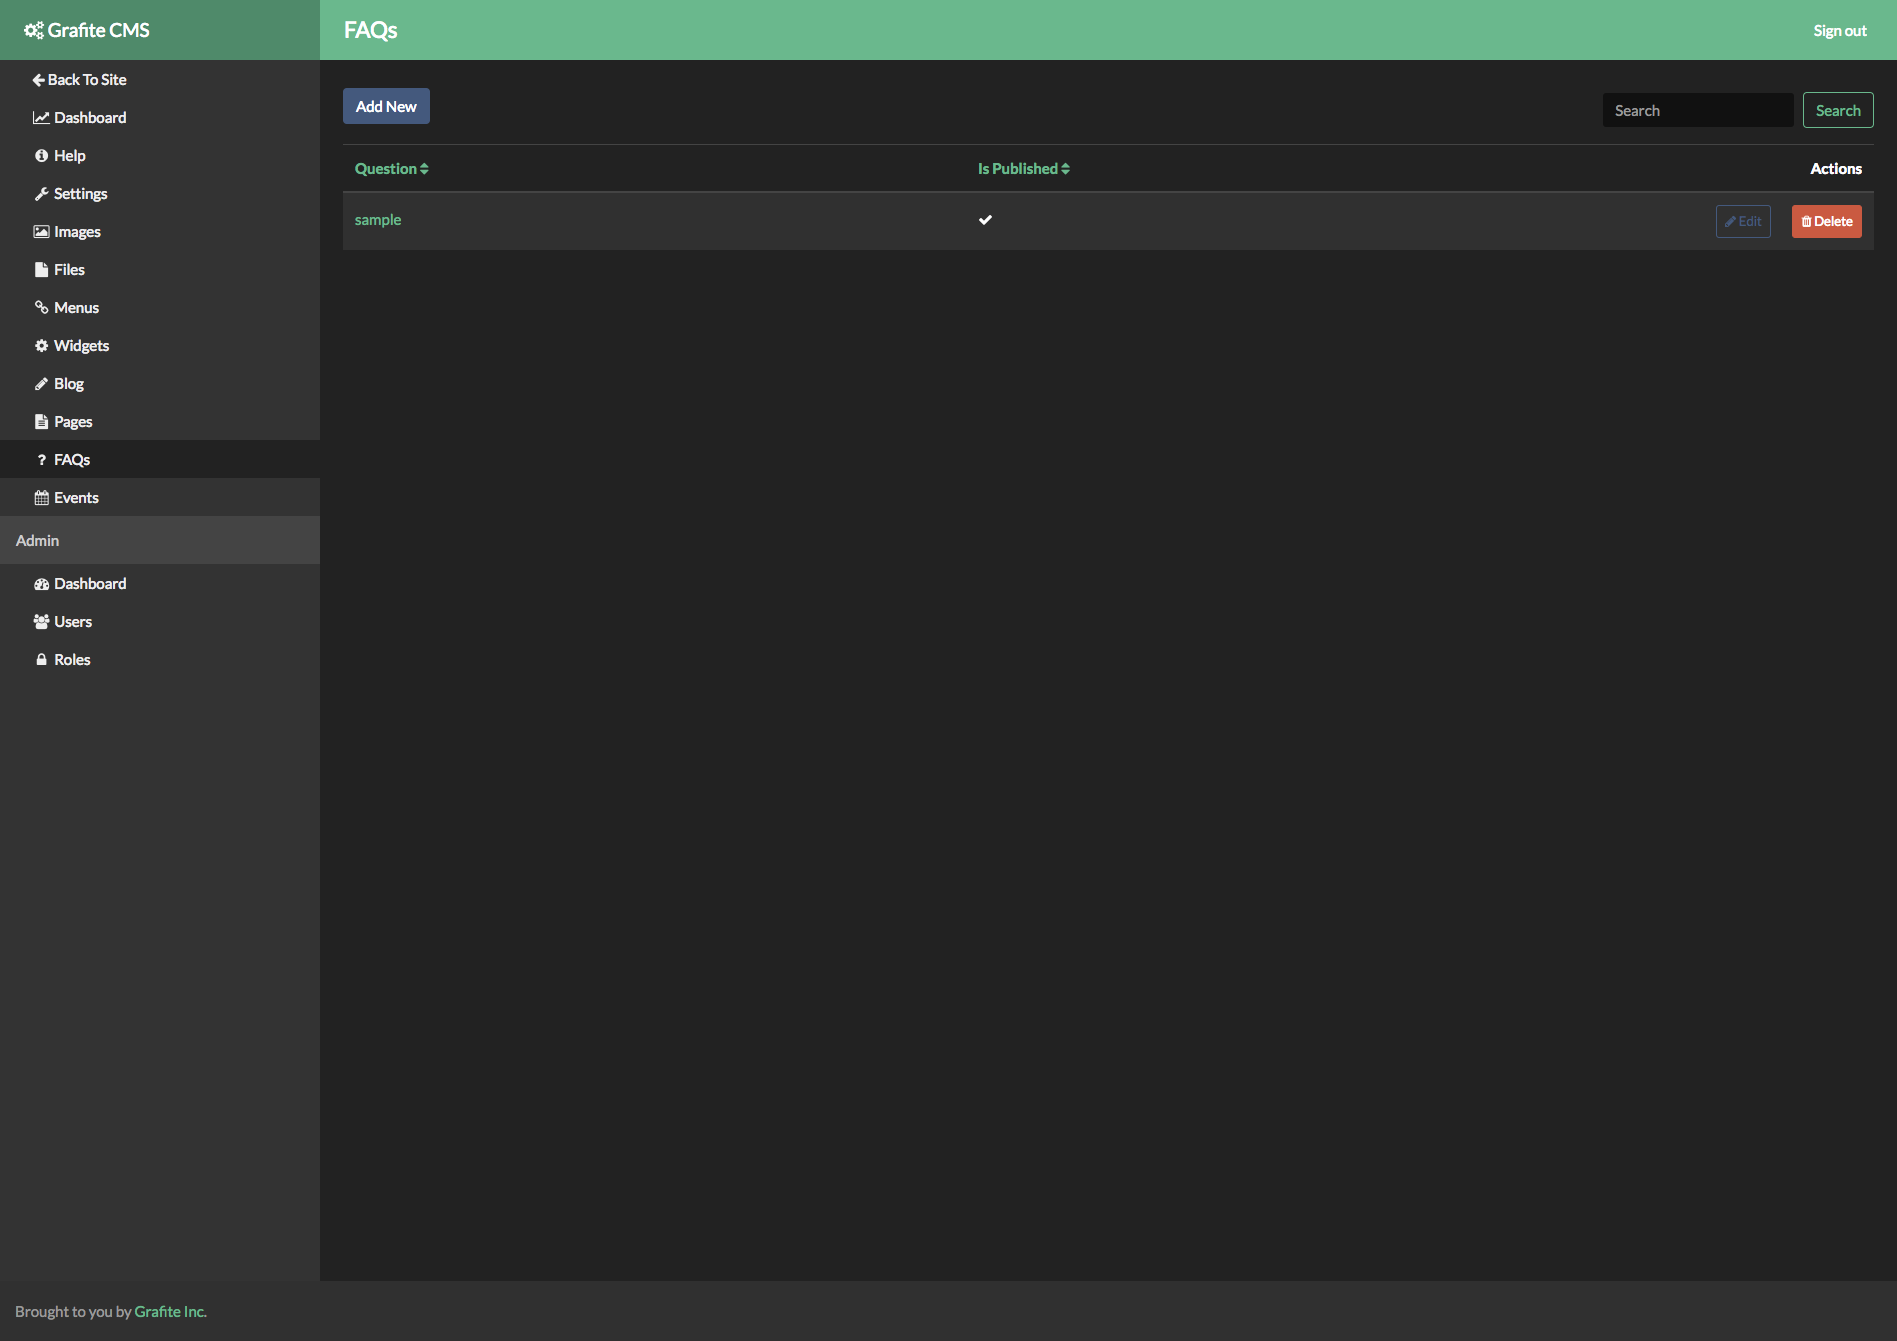 Grafite CMS
FAQs
Sign out
Back To Site
Dashboard
Help
Settings
Images
Files
Menus
Widgets
Blog
Pages
? FAQs
Events
Admin
Dashboard
Users
Roles
Add New
Search
Search
Question
Is Published
Actions
sample
Edit
Delete
Brought to you by Grafite Inc.